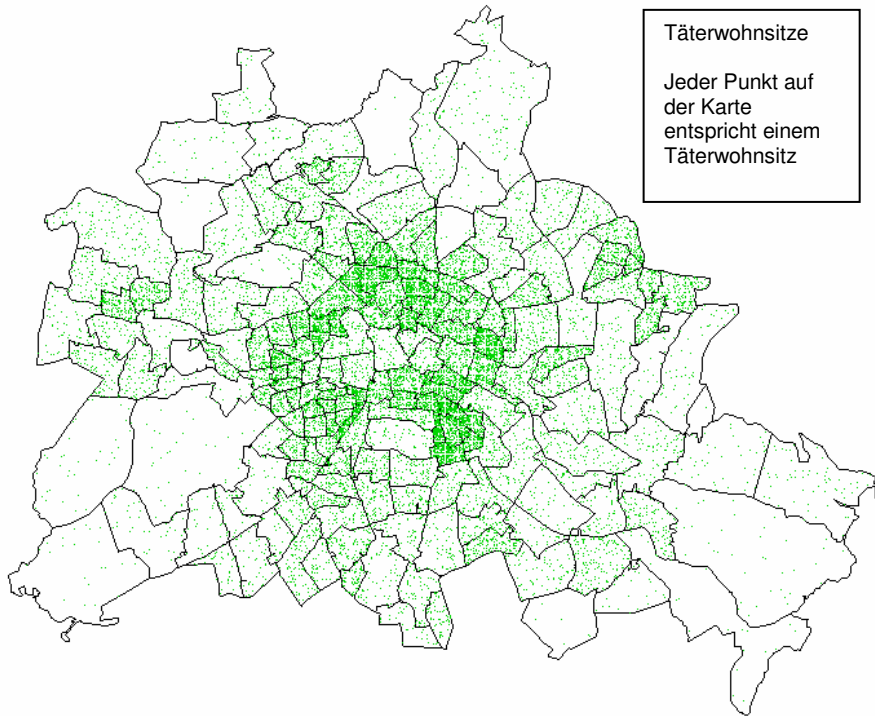 Täterwohnsitze
Jeder Punkt auf
der Karte
entspricht einem
Täterwohnsitz